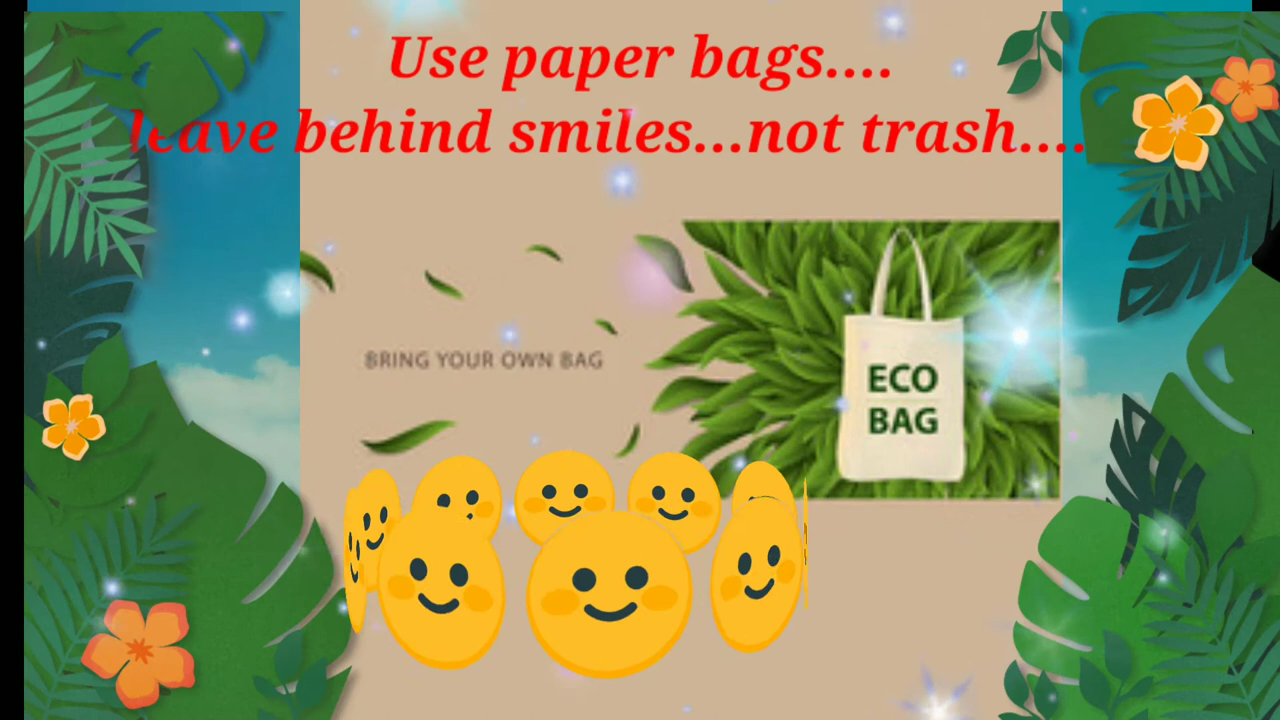 Use paper bags....
leave behind smiles...not trash....
BRING YOUR OWN BAG
ECO
BAG